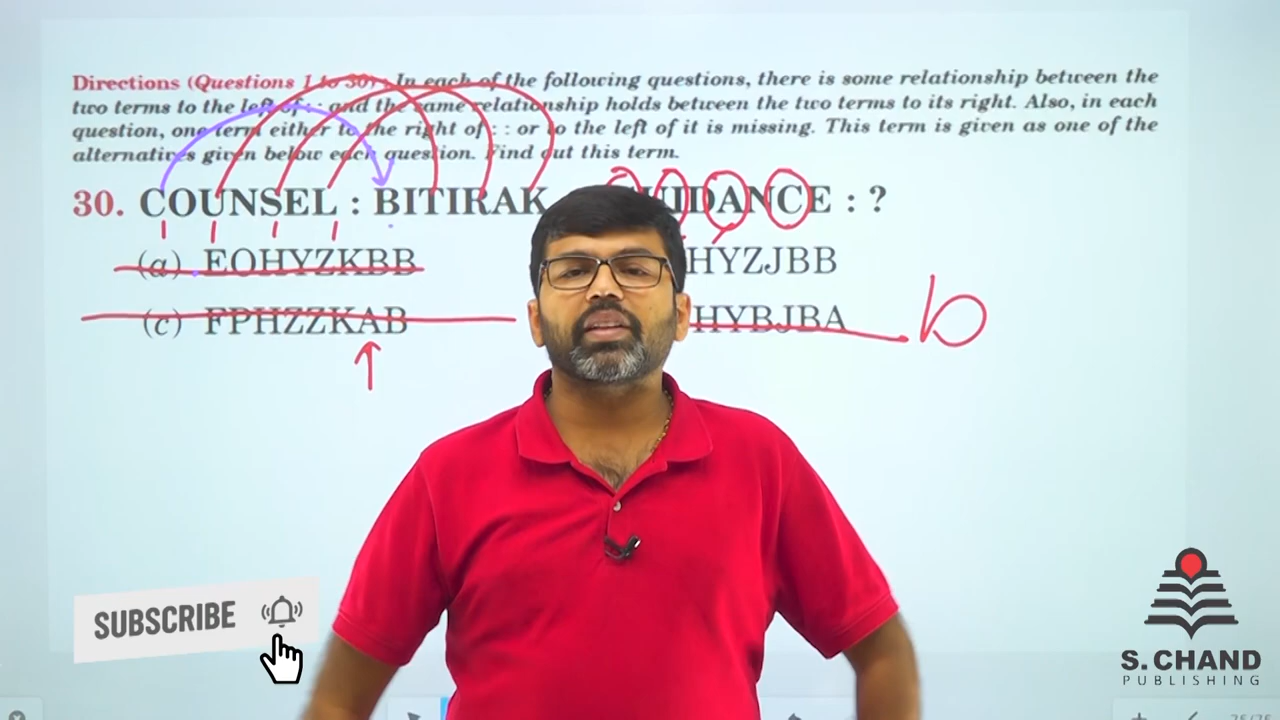 Directions (Questions 1 to 30) : In each of the following questions, there is some relationship between the
two terms to the left of : : and the same relationship holds between the two terms to its right. Also, in each
question, one term either to the right of : : or to the left of it is missing. This term is given as one of the
alternatives given below each question. Find out this term.
30. COUNSEL : BITIRAK IDANCE : ?
(a) EOHYZKBB HYZJBB
(c) FPHZZKAB HYBJBA b
SUBSCRIBE
S. CHAND
PUBLISHING